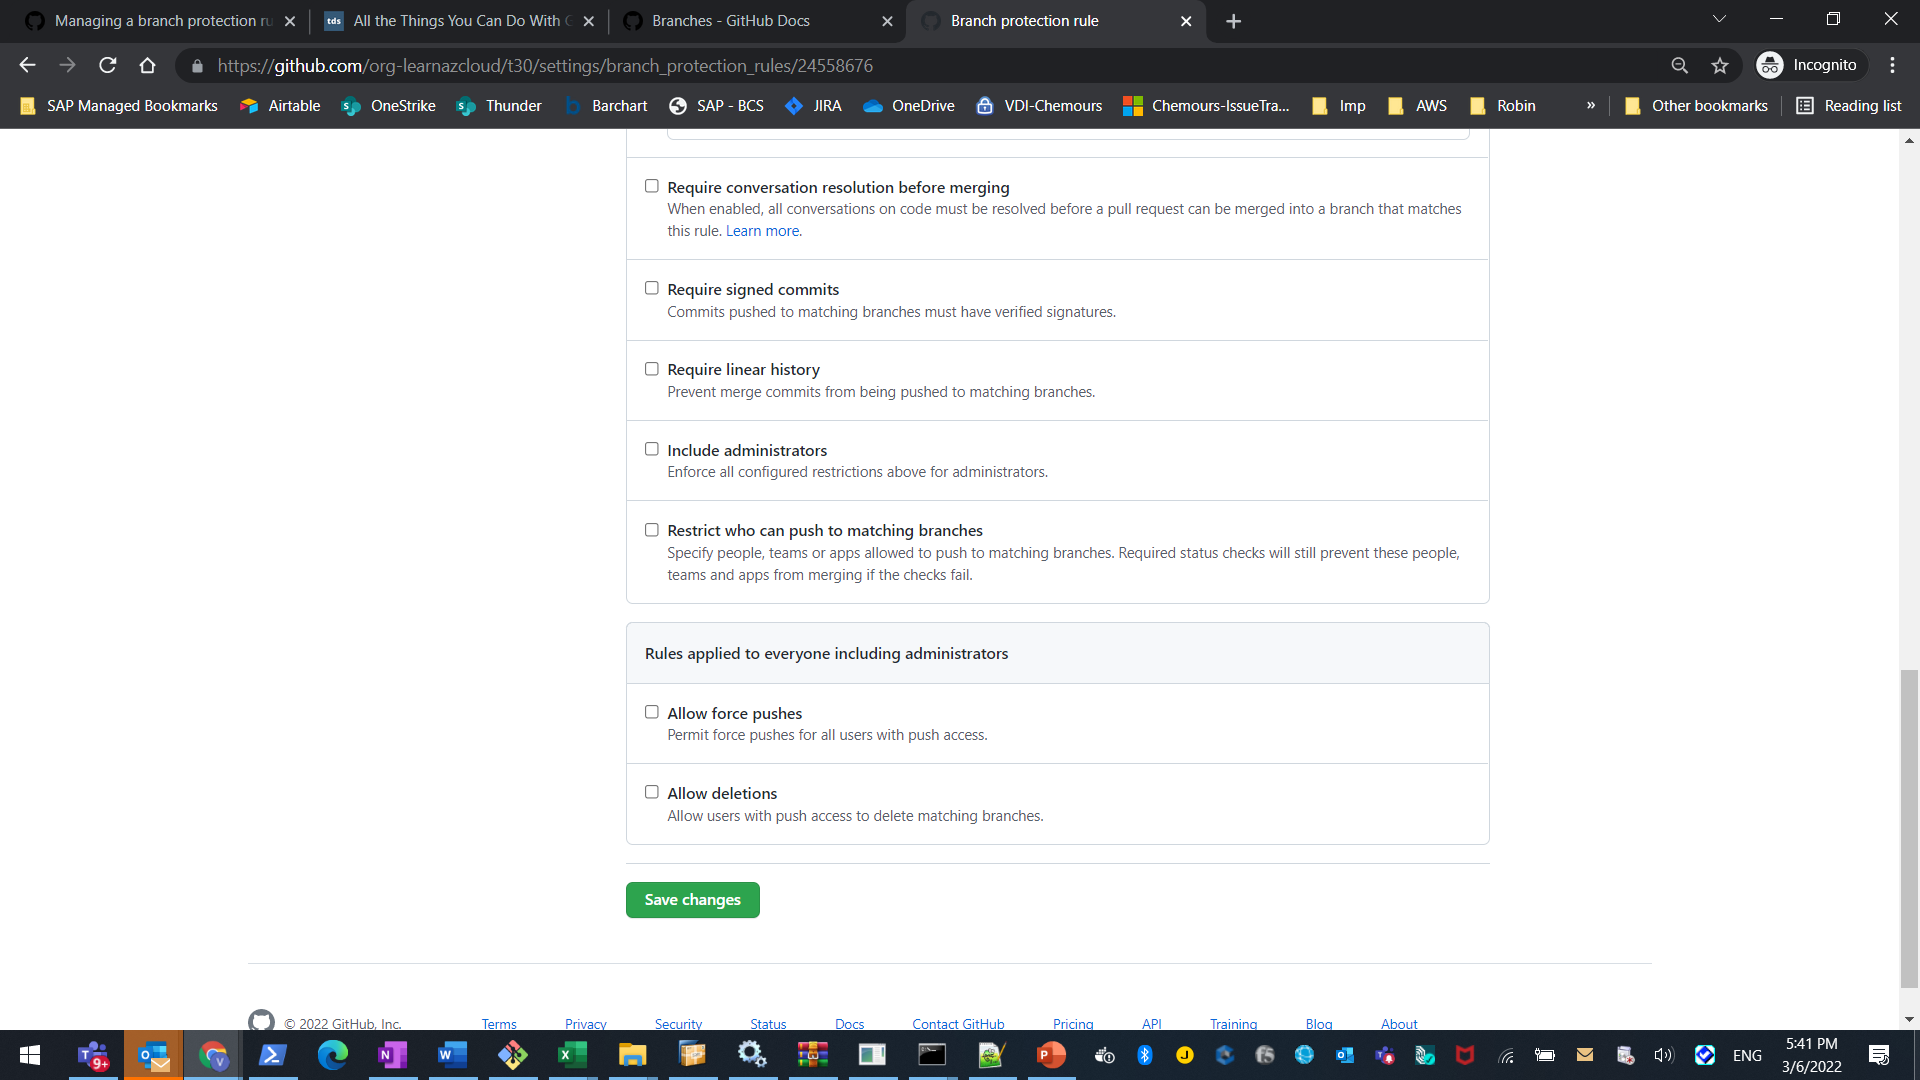 Managing a branch protection ru
tds
All the Things You Can Do With G
Branches - GitHub Docs
Branch protection rule
https://github.com/org-learnazcloud/t30/settings/branch_protection_rules/24558676
Incognito
SAP Managed Bookmarks
Airtable
OneStrike
Thunder
Barchart
SAP - BCS
JIRA
OneDrive
VDI-Chemours
Chemours-IssueTra...
Imp
AWS
Robin
»
Other bookmarks
Reading list
Require conversation resolution before merging
When enabled, all conversations on code must be resolved before a pull request can be merged into a branch that matches
this rule. Learn more.
Require signed commits
Commits pushed to matching branches must have verified signatures.
Require linear history
Prevent merge commits from being pushed to matching branches.
Include administrators
Enforce all configured restrictions above for administrators.
Restrict who can push to matching branches
Specify people, teams or apps allowed to push to matching branches. Required status checks will still prevent these people,
teams and apps from merging if the checks fail.
Rules applied to everyone including administrators
Allow force pushes
Permit force pushes for all users with push access.
Allow deletions
Allow users with push access to delete matching branches.
Save changes
© 2022 GitHub, Inc.
Terms
Privacy
Security
Status
Docs
Contact GitHub
Pricing
API
Training
Blog
About
9+
ENG
5:41 PM
3/6/2022